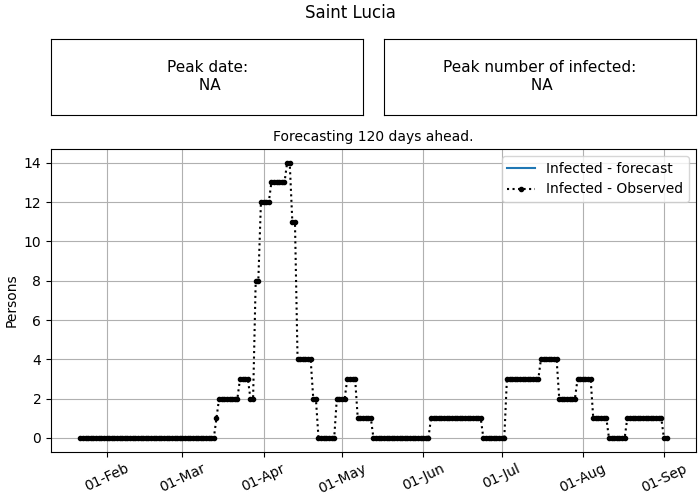 Saint Lucia
Peak date:
NA
Peak number of infected:
NA
Forecasting 120 days ahead.
Infected - forecast
Infected - Observed
Persons
14
12
10
8
6
4
2
0
01-Feb
01-Mar
01-Apr
01-May
01-Jun
01-Jul
01-Aug
01-Sep